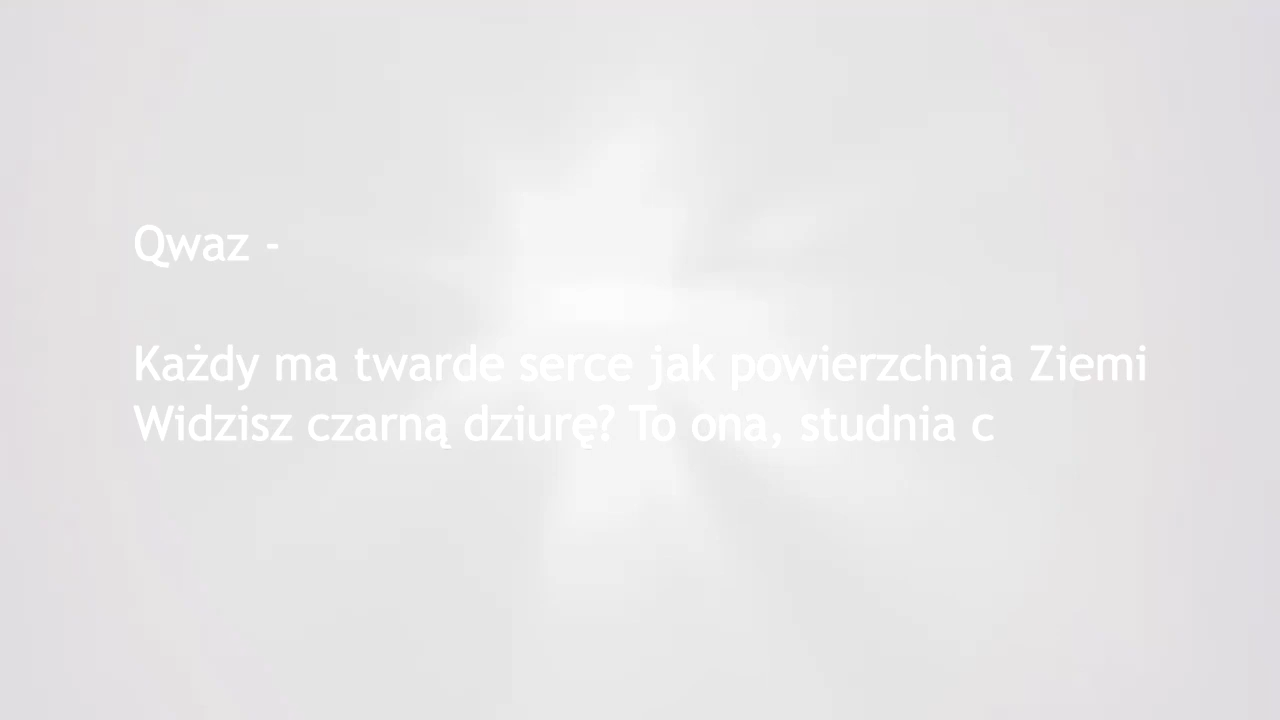 Qwaz -
Każdy ma twarde serce jak powierzchnia Ziemi
Widzisz czarną dziurę? To ona, studnia c